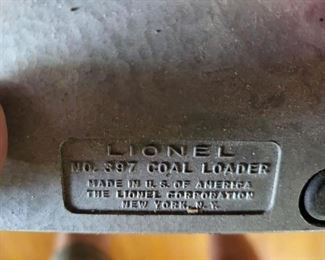 LIONEL
NO. 397 COAL LOADER
MADE IN U.S. OF AMERICA
THE LIONEL CORPORATION
NEW YORK, N.Y.